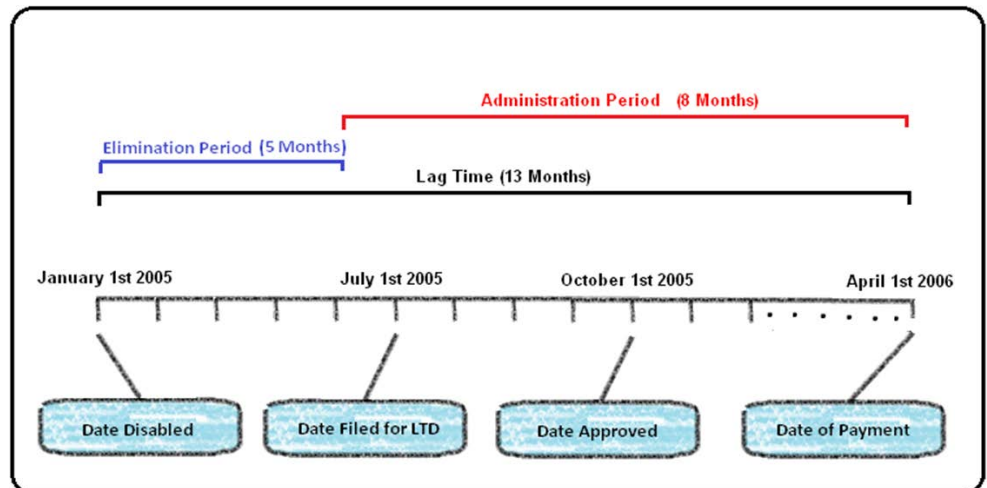 Administration Period (8 Months)
Elimination Period (5 Months)
Lag Time (13 Months)
January 1st 2005 July 1st 2005 October 1st 2005 April 1st 2006
Date Disabled Date Filed for LTD Date Approved Date of Payment